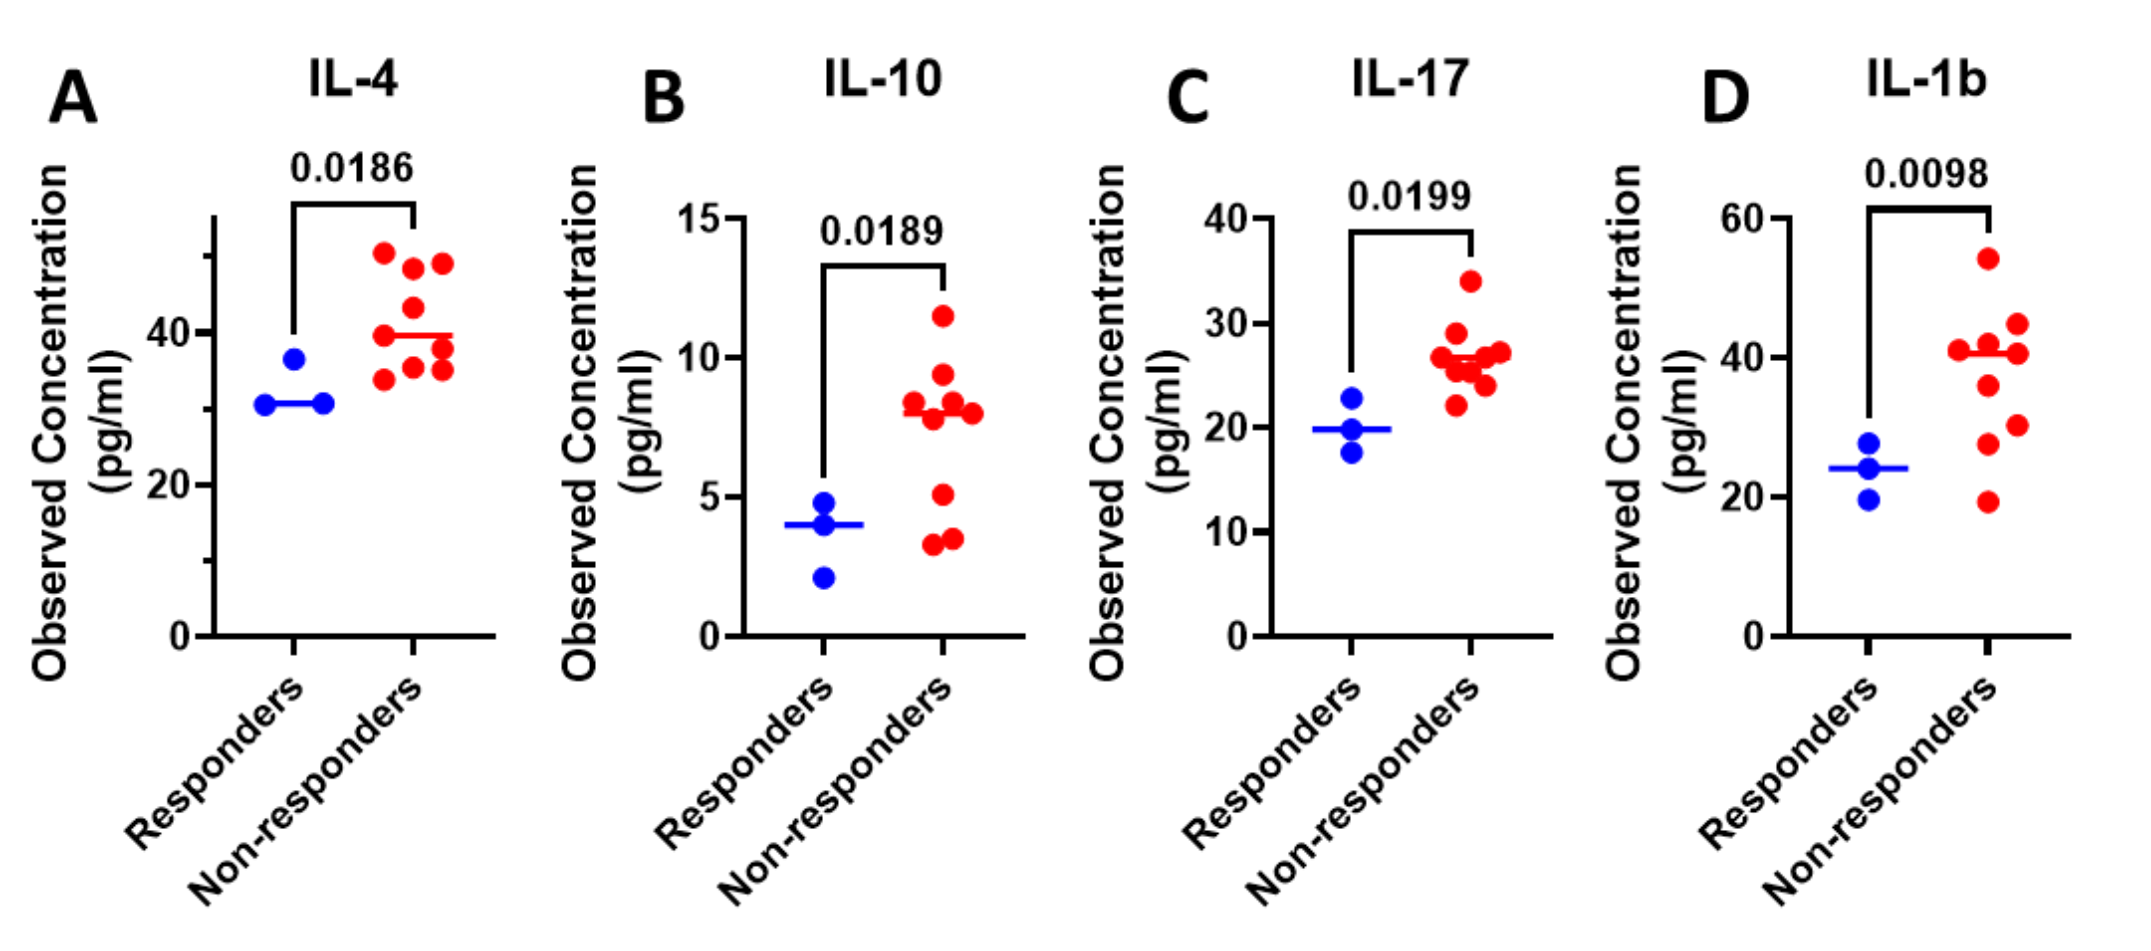 A
IL-4
0.0186
Observed Concentration
(pg/ml)
40
20
0
Responders
Non-responders
B
IL-10
0.0189
Observed Concentration
(pg/ml)
15
10
5
0
Responders
Non-responders
C
IL-17
0.0199
Observed Concentration
(pg/ml)
40
30
20
10
0
Responders
Non-responders
D
IL-1b
0.0098
Observed Concentration
(pg/ml)
60
40
20
0
Responders
Non-responders